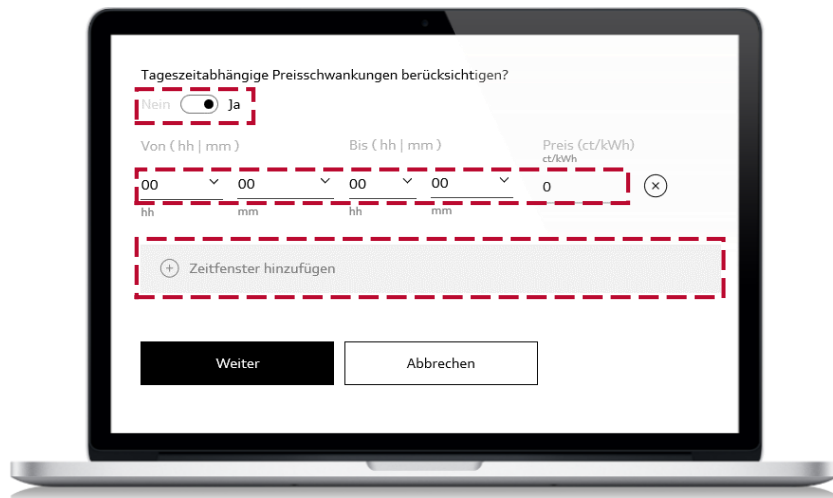 Tageszeitabhängige Preisschwankungen berücksichtigen?
Nein Ja
Von ( hh | mm ) Bis ( hh | mm ) Preis (ct/kWh)
ct/kWh
00 00 00 00 0
hh mm hh mm
Zeitfenster hinzufügen
Weiter Abbrechen